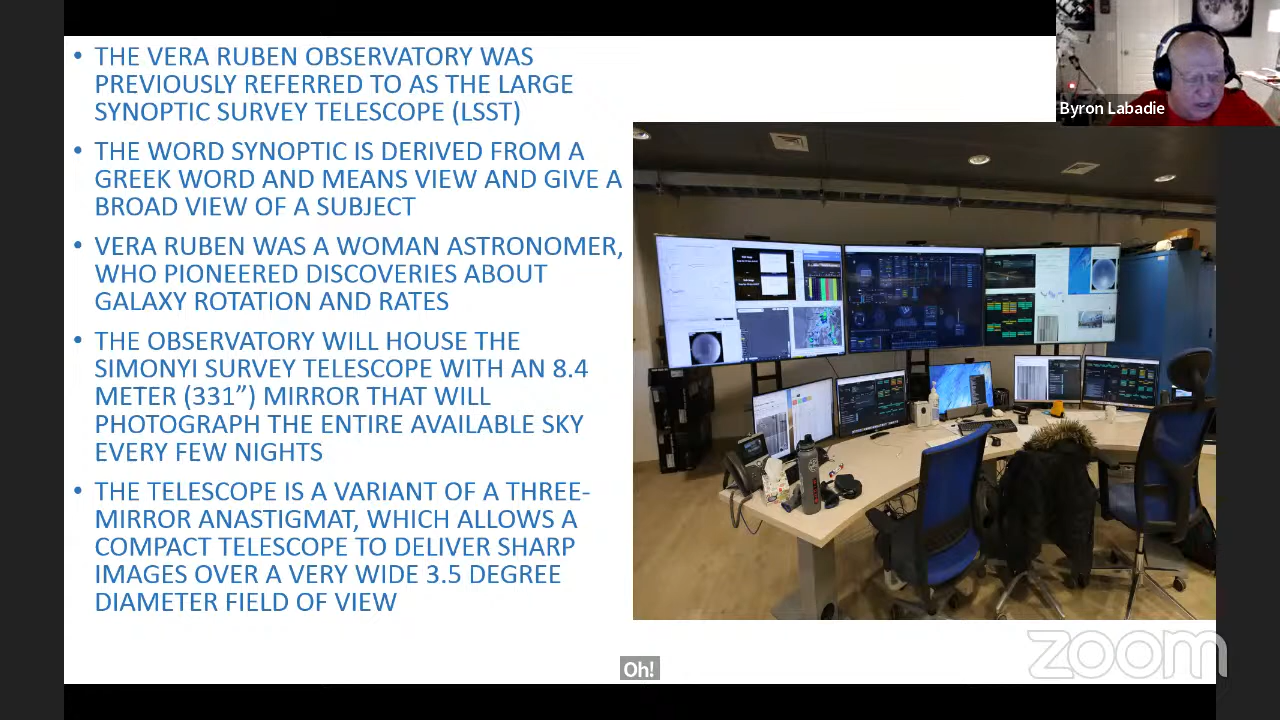 • THE VERA RUBEN OBSERVATORY WAS
PREVIOUSLY REFERRED TO AS THE LARGE
SYNOPTIC SURVEY TELESCOPE (LSST)
• THE WORD SYNOPTIC IS DERIVED FROM A
GREEK WORD AND MEANS VIEW AND GIVE A
BROAD VIEW OF A SUBJECT
• VERA RUBEN WAS A WOMAN ASTRONOMER,
WHO PIONEERED DISCOVERIES ABOUT
GALAXY ROTATION AND RATES
• THE OBSERVATORY WILL HOUSE THE
SIMONYI SURVEY TELESCOPE WITH AN 8.4
METER (331”) MIRROR THAT WILL
PHOTOGRAPH THE ENTIRE AVAILABLE SKY
EVERY FEW NIGHTS
• THE TELESCOPE IS A VARIANT OF A THREE-
MIRROR ANASTIGMAT, WHICH ALLOWS A
COMPACT TELESCOPE TO DELIVER SHARP
IMAGES OVER A VERY WIDE 3.5 DEGREE
DIAMETER FIELD OF VIEW
Byron Labadie
zoom
Oh!